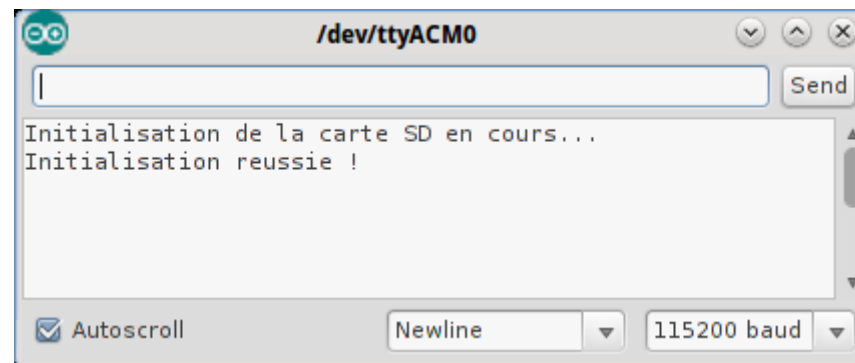 /dev/ttyACM0
Send
Initialisation de la carte SD en cours...
Initialisation reussie !
Autoscroll
Newline
115200 baud